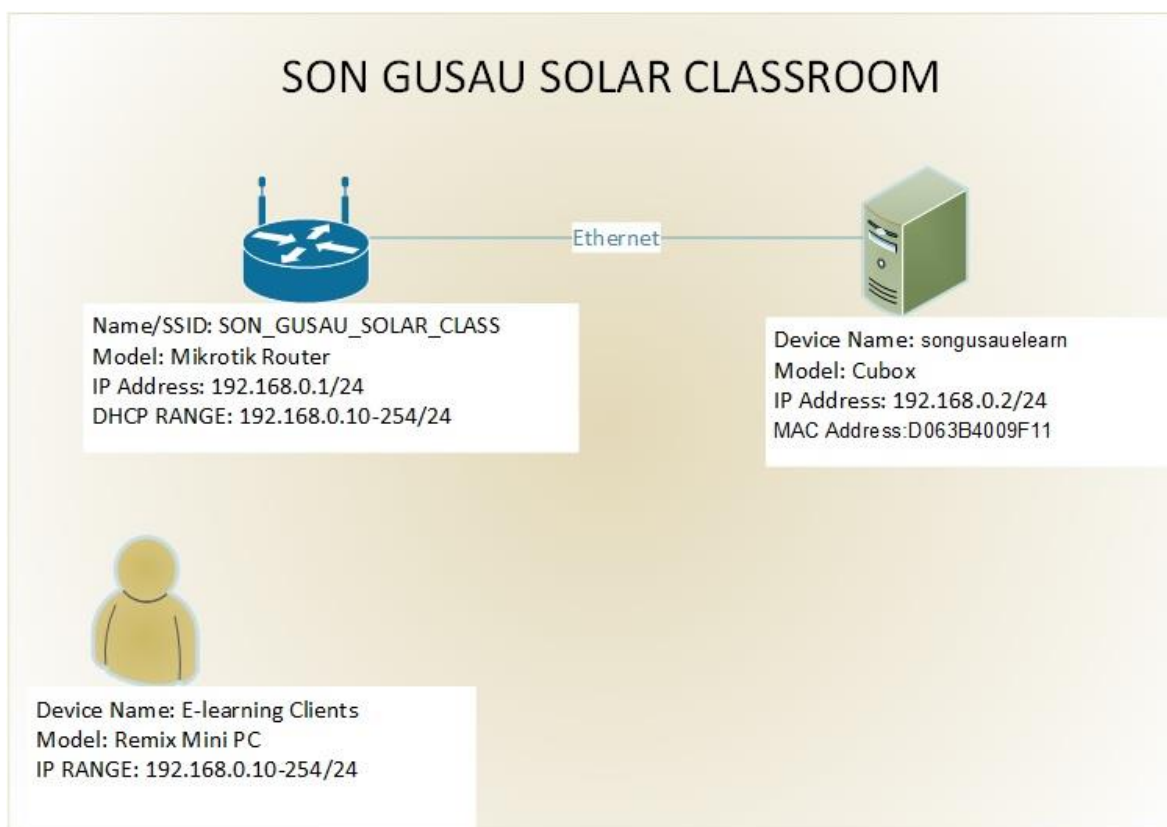 SON GUSAU SOLAR CLASSROOM
Ethernet
Name/SSID: SON_GUSAU_SOLAR_CLASS
Model: Mikrotik Router
IP Address: 192.168.0.1/24
DHCP RANGE: 192.168.0.10-254/24
Device Name: songusauelearn
Model: Cubox
IP Address: 192.168.0.2/24
MAC Address:D063B4009F11
Device Name: E-learning Clients
Model: Remix Mini PC
IP RANGE: 192.168.0.10-254/24